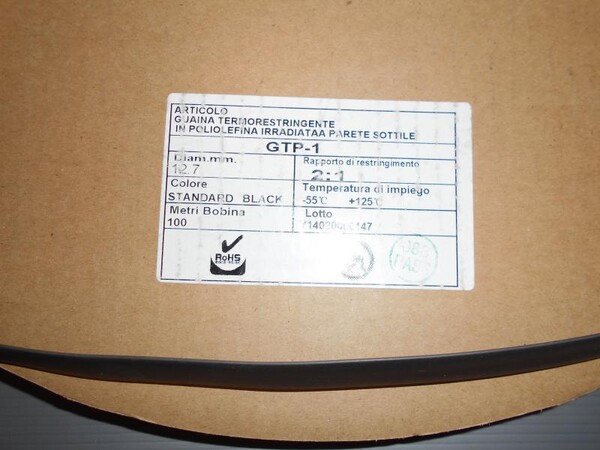 ARTICOLO
GUAINA TERMORESTRINGENTE
IN POLIOLEFINA IRRADIATAA PARETE SOTTILE
GTP-1
Diam.mm.
12.7
Rapporto di restringimento
2:1
Colore
STANDARD BLACK
Temperatura di impiego
-55℃ +125℃
Metri Bobina
100
Lotto
RoHS
PASS